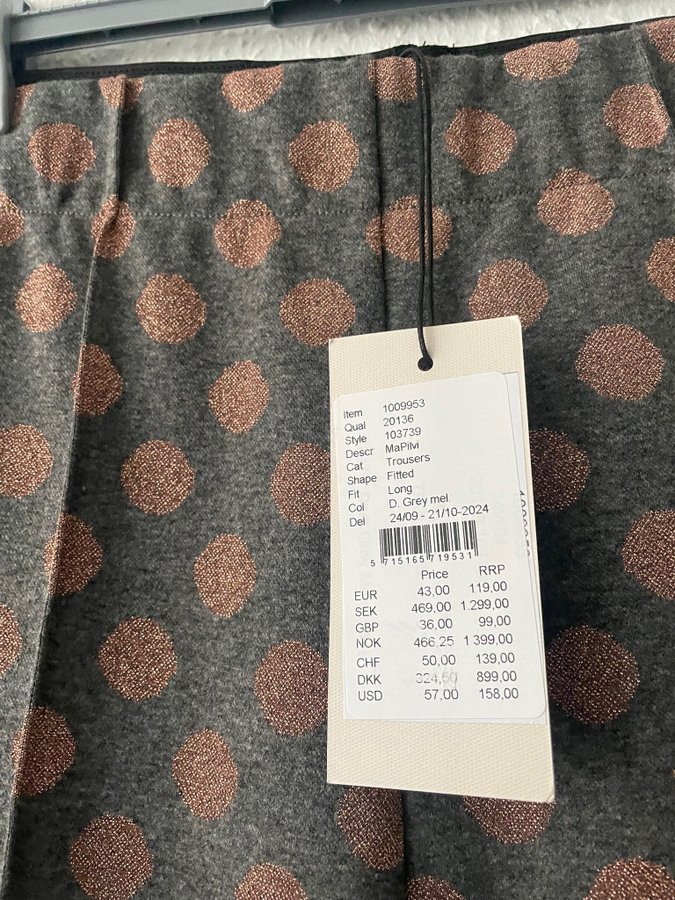 Item 1009953
Qual 20136
Style 103739
Descr MaPilvi
Cat Trousers
Shape Fitted
Fit Long
Col D. Grey mel.
Del 24/09 - 21/10-2024
5 715165 719531
Price RRP
EUR 43,00 119,00
SEK 469,00 1.299,00
GBP 36,00 99,00
NOK 466,25 1 399,00
CHF 50,00 139,00
DKK 324,50 899,00
USD 57,00 158,00